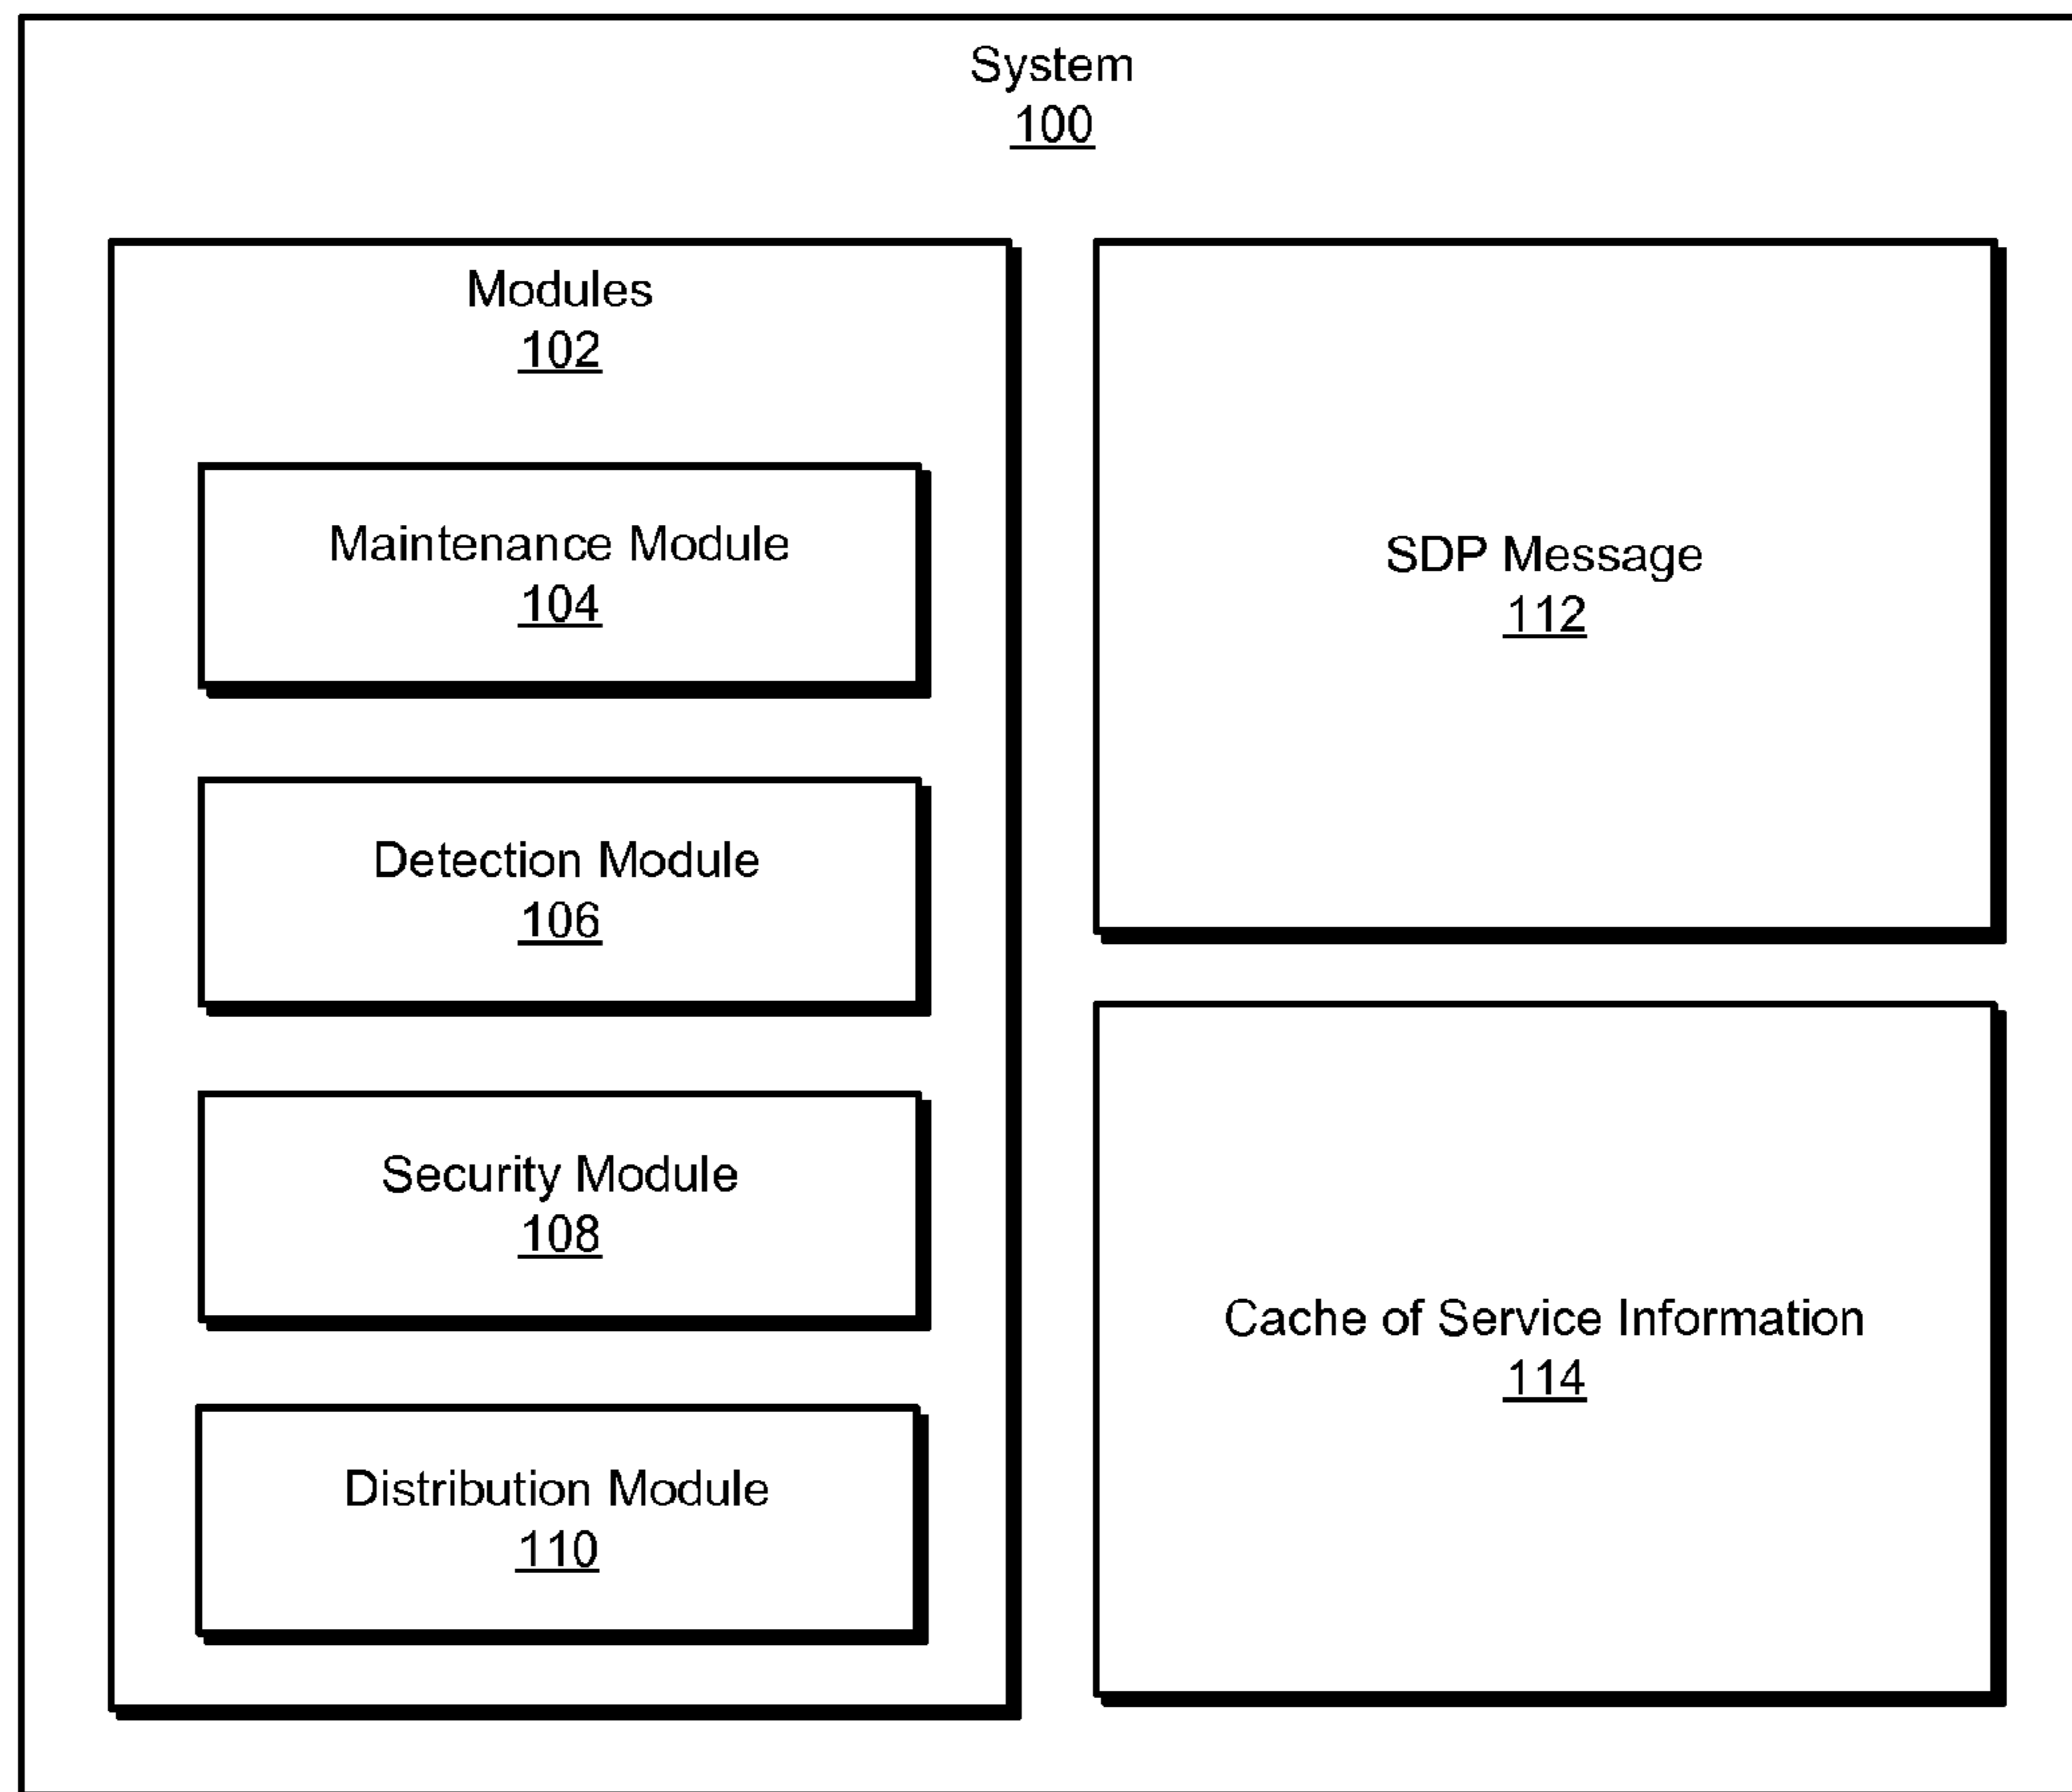 System
100
Modules
102
Maintenance Module
104
Detection Module
106
Security Module
108
Distribution Module
110
SDP Message
112
Cache of Service Information
114